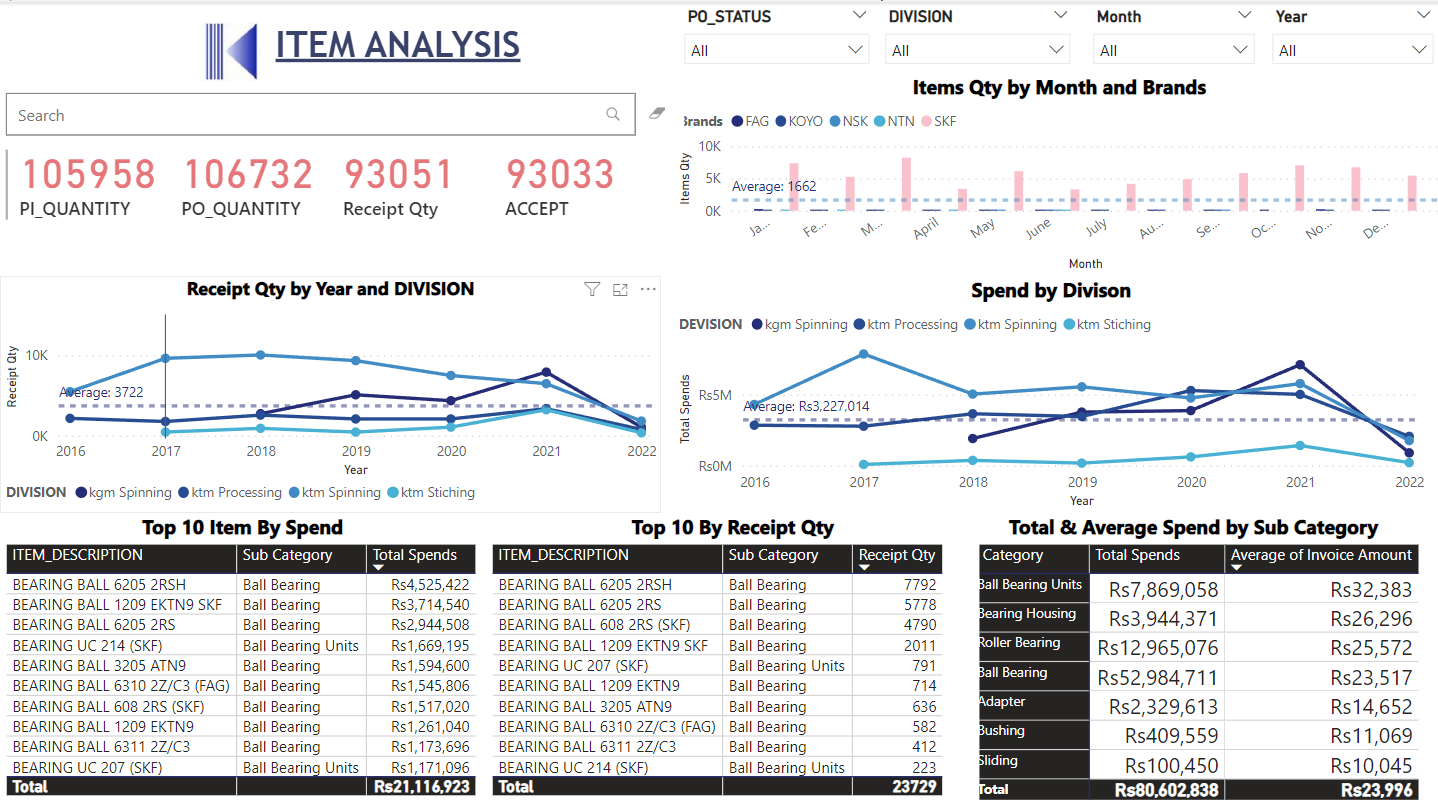 ITEM ANALYSIS
PO_STATUS DIVISION Month Year
All All All All
Search
105958 106732 93051 93033
PI_QUANTITY PO_QUANTITY Receipt Qty ACCEPT
Items Qty by Month and Brands
Brands FAG KOYO NSK NTN SKF
Items Qty
10K
5K
0K
Average: 1662
Ja... Fe... M... April May June July Au... Se... Oc... No... De...
Month
Receipt Qty by Year and DIVISION
Receipt Qty
10K
0K
Average: 3722
2016 2017 2018 2019 2020 2021 2022
Year
DIVISION kgm Spinning ktm Processing ktm Spinning ktm Stiching
Spend by Divison
DEVISION kgm Spinning ktm Processing ktm Spinning ktm Stiching
Total Spends
Rs5M
Rs0M
Average: Rs3,227,014
2016 2017 2018 2019 2020 2021 2022
Year
Top 10 Item By Spend
ITEM_DESCRIPTION Sub Category Total Spends
BEARING BALL 6205 2RSH Ball Bearing Rs4,525,422
BEARING BALL 1209 EKTN9 SKF Ball Bearing Rs3,714,540
BEARING BALL 6205 2RS Ball Bearing Rs2,944,508
BEARING UC 214 (SKF) Ball Bearing Units Rs1,669,195
BEARING BALL 3205 ATN9 Ball Bearing Rs1,594,600
BEARING BALL 6310 2Z/C3 (FAG) Ball Bearing Rs1,545,806
BEARING BALL 608 2RS (SKF) Ball Bearing Rs1,517,020
BEARING BALL 1209 EKTN9 Ball Bearing Rs1,261,040
BEARING BALL 6311 2Z/C3 Ball Bearing Rs1,173,696
BEARING UC 207 (SKF) Ball Bearing Units Rs1,171,096
Total Rs21,116,923
Top 10 By Receipt Qty
ITEM_DESCRIPTION Sub Category Receipt Qty
BEARING BALL 6205 2RSH Ball Bearing 7792
BEARING BALL 6205 2RS Ball Bearing 5778
BEARING BALL 608 2RS (SKF) Ball Bearing 4790
BEARING BALL 1209 EKTN9 SKF Ball Bearing 2011
BEARING UC 207 (SKF) Ball Bearing Units 791
BEARING BALL 1209 EKTN9 Ball Bearing 714
BEARING BALL 3205 ATN9 Ball Bearing 636
BEARING BALL 6310 2Z/C3 (FAG) Ball Bearing 582
BEARING BALL 6311 2Z/C3 Ball Bearing 412
BEARING UC 214 (SKF) Ball Bearing Units 223
Total 23729
Total & Average Spend by Sub Category
Category Total Spends Average of Invoice Amount
Ball Bearing Units Rs7,869,058 Rs32,383
Bearing Housing Rs3,944,371 Rs26,296
Roller Bearing Rs12,965,076 Rs25,572
Ball Bearing Rs52,984,711 Rs23,517
Adapter Rs2,329,613 Rs14,652
Bushing Rs409,559 Rs11,069
Sliding Rs100,450 Rs10,045
Total Rs80,602,838 Rs23,996